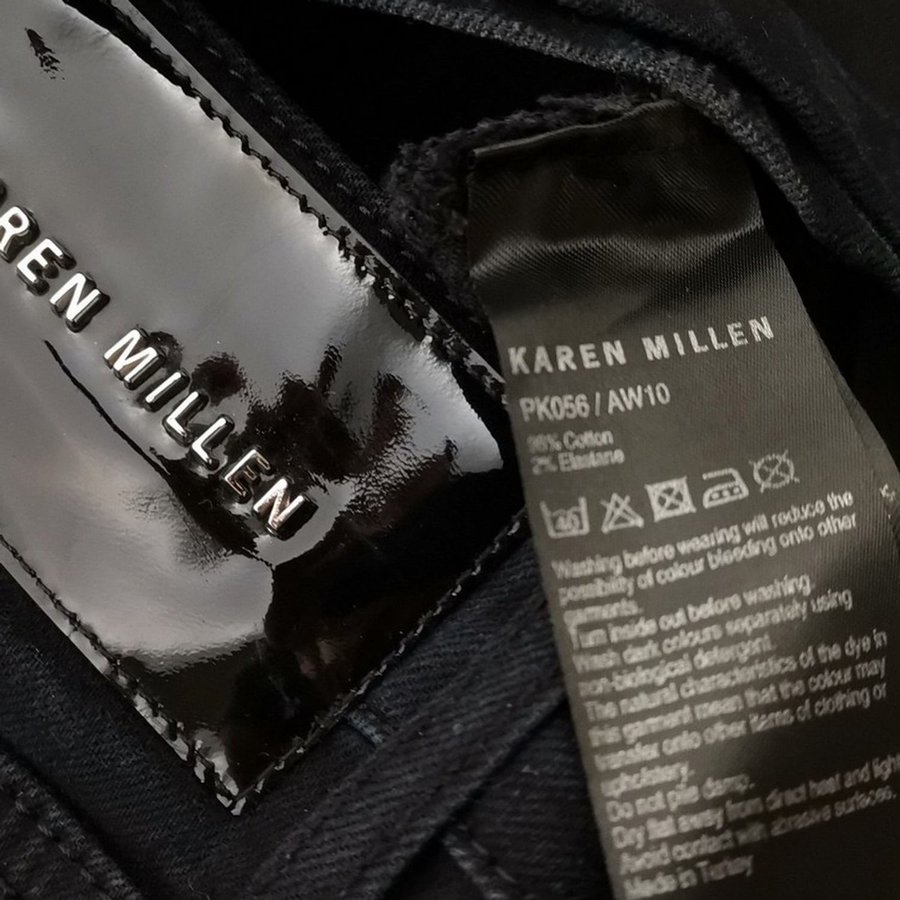 REN MILLEN
KAREN MILLEN
PK056 / AW10
98% Cotton
2% Elastane
40
Washing before wearing will reduce the
possibility of colour bleeding onto other
garments.
Turn inside out before washing.
Wash dark colours separately using
non-biological detergent.
The natural characteristics of the dye in
this garment mean that the colour may
transfer onto other items of clothing or
upholstery.
Do not pile damp.
Dry flat away from direct heat and light
Avoid contact with abrasive surfaces.
Made in Turkey